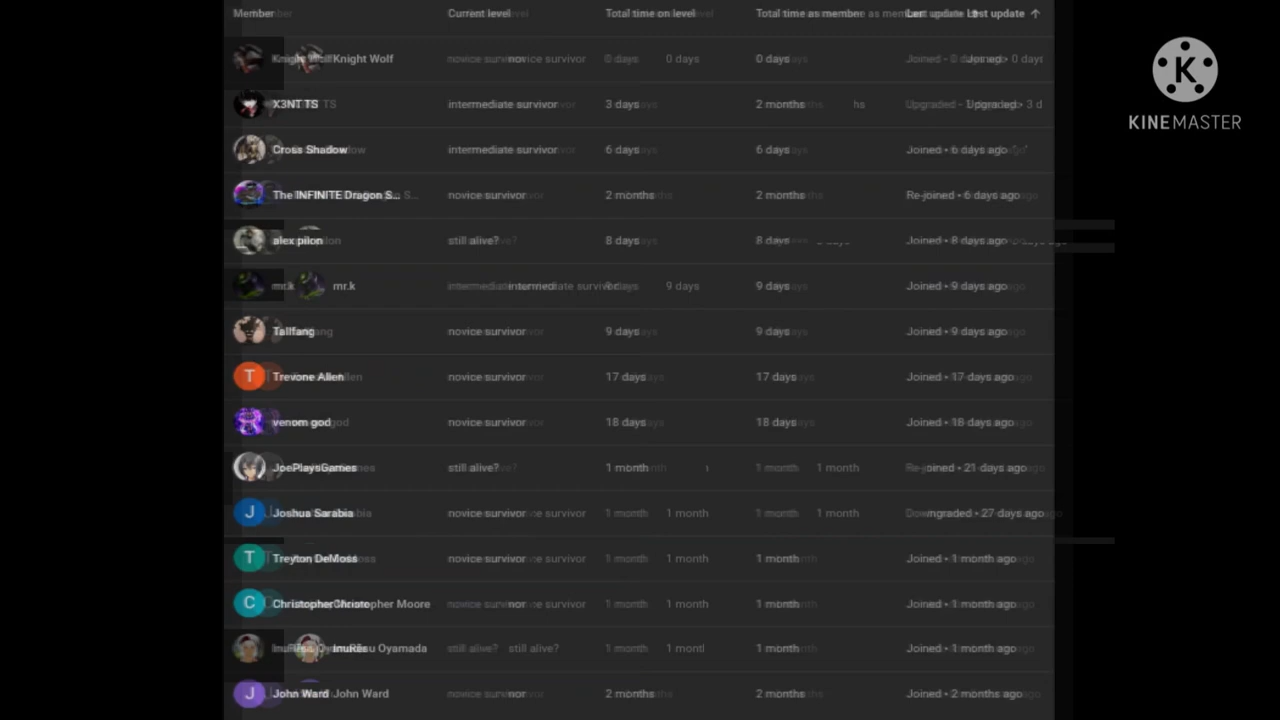 Member Current level Total time on level Total time as member Last update ↑
Knight Wolf novice survivor 0 days 0 days Joined • 0 days
X3NT TS intermediate survivor 3 days 2 months Upgraded • 3 d
Cross Shadow intermediate survivor 6 days 6 days Joined • 6 days ago
The INFINITE Dragon S... novice survivor 2 months 2 months Re-joined • 6 days ago
alex pilon still alive? 8 days 8 days Joined • 8 days ago
mr.k intermediate survivor 9 days 9 days Joined • 9 days ago
Tallfang novice survivor 9 days 9 days Joined • 9 days ago
T Trevone Allen novice survivor 17 days 17 days Joined • 17 days ago
venom god novice survivor 18 days 18 days Joined • 18 days ago
JoePlaysGames still alive? 1 month 1 month Re-joined • 21 days ago
J Joshua Sarabia novice survivor 1 month 1 month Downgraded • 27 days ago
T Treyton DeMoss novice survivor 1 month 1 month Joined • 1 month ago
C Christopher Moore novice survivor 1 month 1 month Joined • 1 month ago
Oyamada still alive? 1 month 1 month Joined • 1 month ago
J John Ward novice survivor 2 months 2 months Joined • 2 months ago
K
KINEMASTER